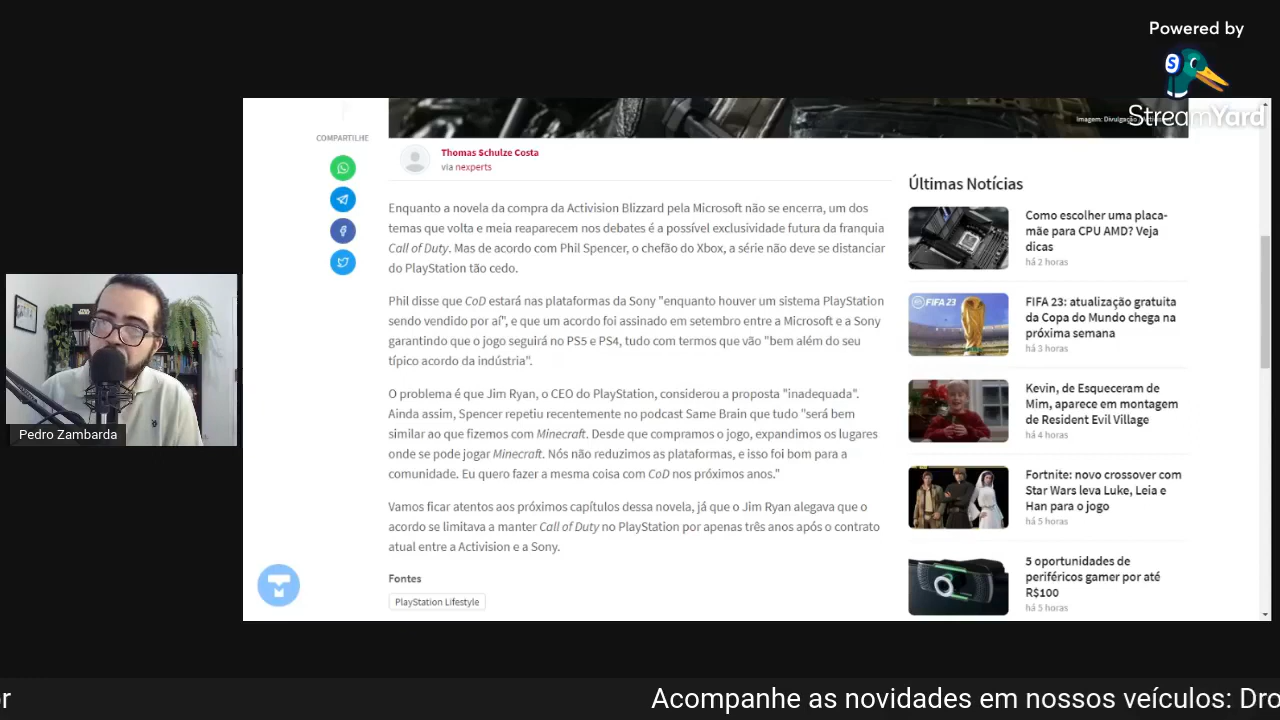 Powered by
StreamYard
COMPARTILHE
Thomas Schulze Costa
via nexperts
Enquanto a novela da compra da Activision Blizzard pela Microsoft não se encerra, um dos
temas que volta e meia reaparecem nos debates é a possível exclusividade futura da franquia
Call of Duty. Mas de acordo com Phil Spencer, o chefão do Xbox, a série não deve se distanciar
do PlayStation tão cedo.
Phil disse que CoD estará nas plataformas da Sony "enquanto houver um sistema PlayStation
sendo vendido por aí", e que um acordo foi assinado em setembro entre a Microsoft e a Sony
garantindo que o jogo seguirá no PS5 e PS4, tudo com termos que vão "bem além do seu
típico acordo da indústria".
O problema é que Jim Ryan, o CEO do PlayStation, considerou a proposta "inadequada".
Ainda assim, Spencer repetiu recentemente no podcast Same Brain que tudo "será bem
similar ao que fizemos com Minecraft. Desde que compramos o jogo, expandimos os lugares
onde se pode jogar Minecraft. Nós não reduzimos as plataformas, e isso foi bom para a
comunidade. Eu quero fazer a mesma coisa com CoD nos próximos anos."
Vamos ficar atentos aos próximos capítulos dessa novela, já que o Jim Ryan alegava que o
acordo se limitava a manter Call of Duty no PlayStation por apenas três anos após o contrato
atual entre a Activision e a Sony.
Fontes
PlayStation Lifestyle
Imagem: Divulgação
Últimas Notícias
Como escolher uma placa-
mãe para CPU AMD? Veja
dicas
há 2 horas
FIFA 23
FIFA 23: atualização gratuita
da Copa do Mundo chega na
próxima semana
há 3 horas
Kevin, de Esqueceram de
Mim, aparece em montagem
de Resident Evil Village
há 4 horas
Fortnite: novo crossover com
Star Wars leva Luke, Leia e
Han para o jogo
há 5 horas
5 oportunidades de
periféricos gamer por até
R$100
há 5 horas
Pedro Zambarda
or
Acompanhe as novidades em nossos veículos: Dro